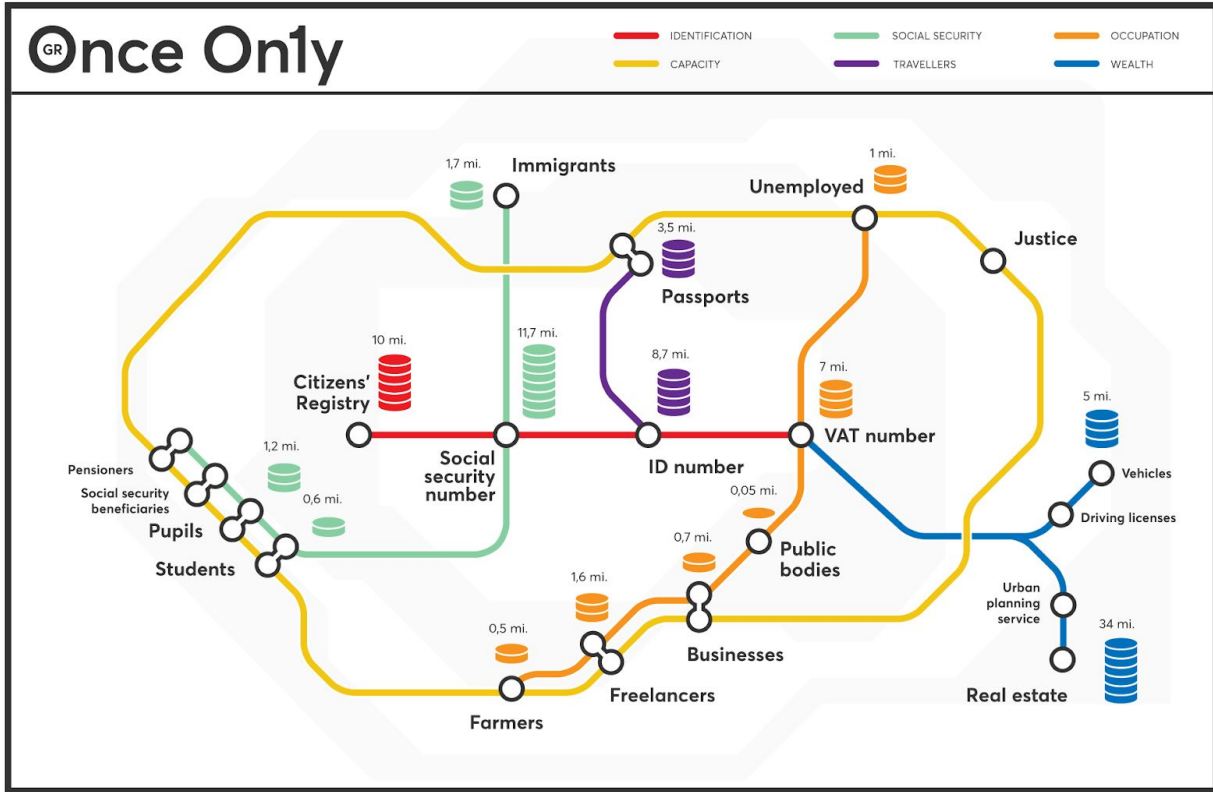 GR
Once On1y
IDENTIFICATION
SOCIAL SECURITY
OCCUPATION
CAPACITY
TRAVELLERS
WEALTH
1,7 mi.
Immigrants
1 mi.
Unemployed
3,5 mi.
Passports
Justice
10 mi.
Citizens'
Registry
11,7 mi.
Social
security
number
8,7 mi.
ID number
7 mi.
VAT number
5 mi.
Vehicles
Driving licenses
Pensioners
Social security
beneficiaries
Pupils
Students
1,2 mi.
0,6 mi.
0,05 mi.
Public
bodies
0,7 mi.
Businesses
1,6 mi.
Freelancers
0,5 mi.
Farmers
Urban
planning
service
34 mi.
Real estate